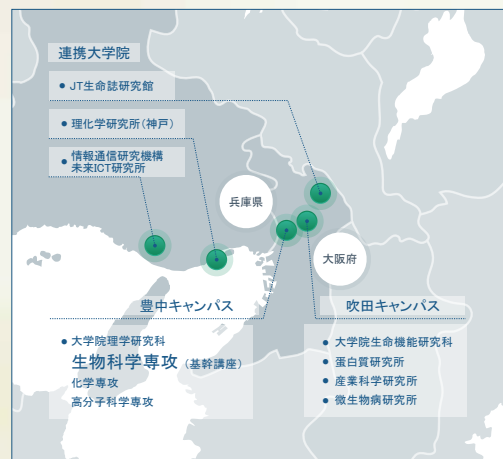 連携大学院
● JT生命誌研究館
● 理化学研究所（神戸）
● 情報通信研究機構
未来ICT研究所
兵庫県
大阪府
豊中キャンパス
● 大学院理学研究科
生物科学専攻（基幹講座）
化学専攻
高分子科学専攻
吹田キャンパス
● 大学院生命機能研究科
● 蛋白質研究所
● 産業科学研究所
● 微生物病研究所